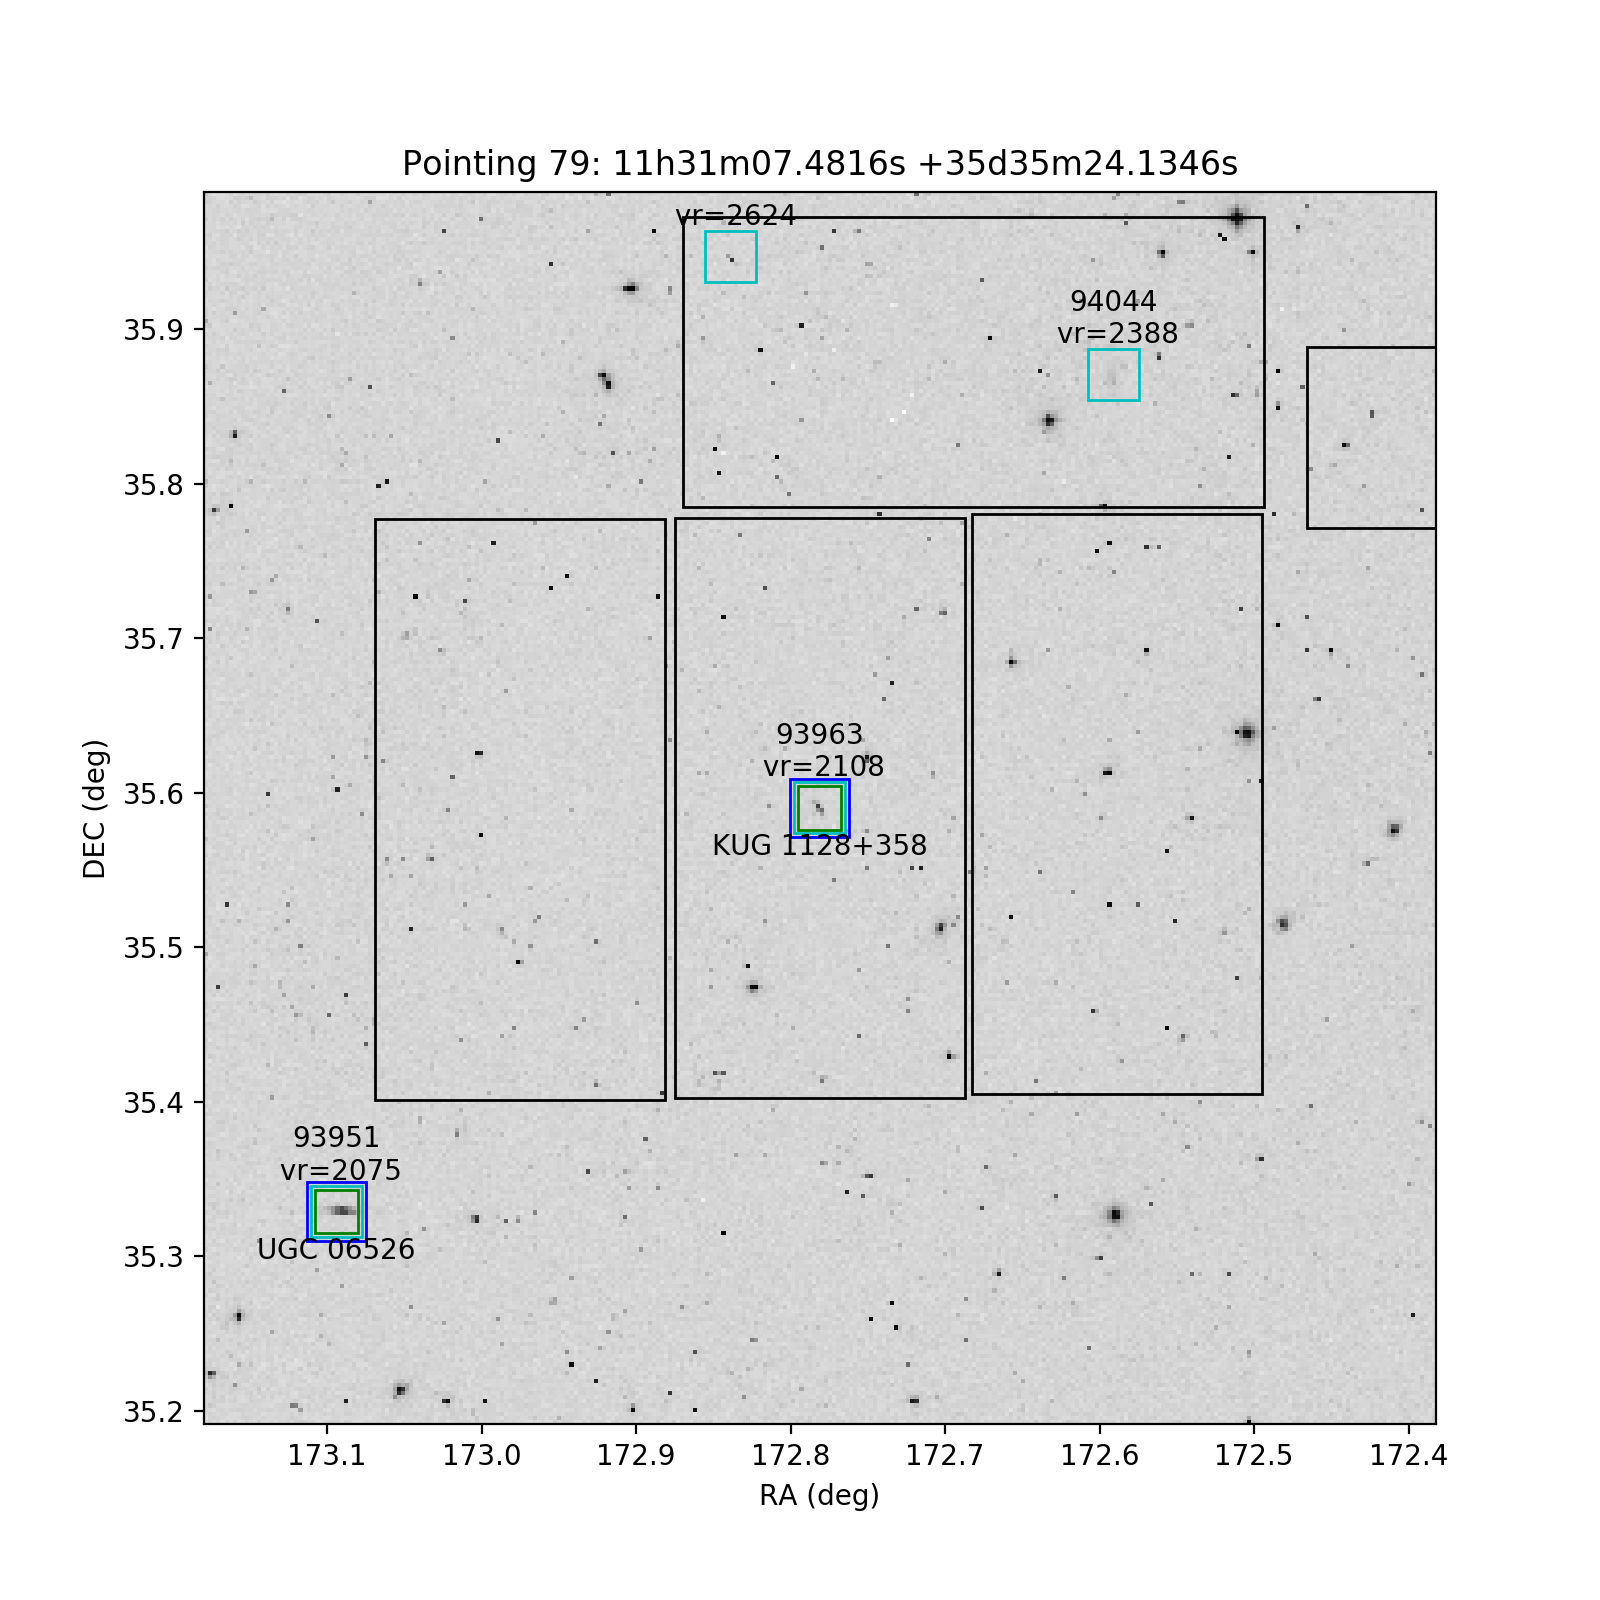 Pointing 79: 11h31m07.4816s +35d35m24.1346s
vr=2624
94044
vr=2388
93963
vr=2108
KUG 1128+358
93951
vr=2075
UGC 06526
35.9
35.8
35.7
35.6
35.5
35.4
35.3
35.2
DEC (deg)
173.1 173.0 172.9 172.8 172.7 172.6 172.5 172.4
RA (deg)